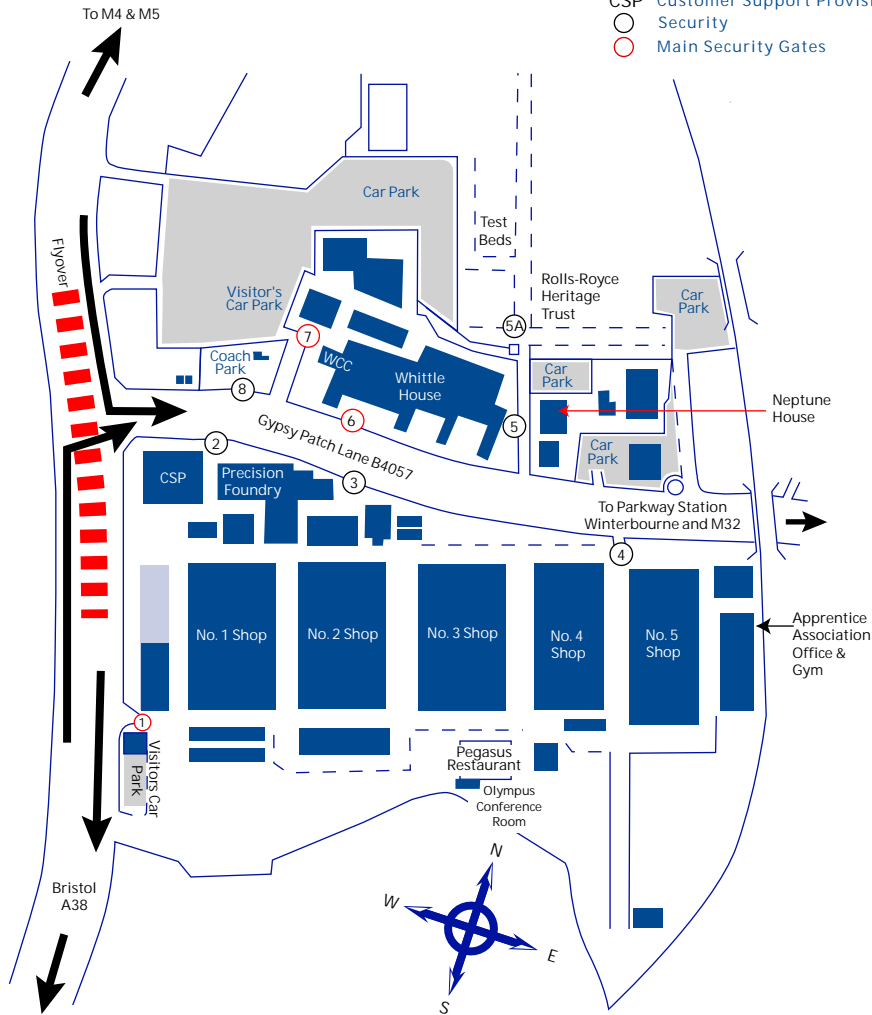 To M4 & M5
CSP Customer Support Provisi
Security
Main Security Gates
Car Park
Flyover
Test
Beds
Rolls-Royce
Heritage
Trust
Visitor's
Car Park
Car
Park
5A
7
Coach
Park
WCC
Whittle
House
Car
Park
8
Neptune
House
6
5
Gypsy Patch Lane B4057
2
Car
Park
CSP
Precision
Foundry
3
To Parkway Station
Winterbourne and M32
4
No. 1 Shop
No. 2 Shop
No. 3 Shop
No. 4
Shop
No. 5
Shop
Apprentice
Association
Office &
Gym
1
Visitors Car
Park
Pegasus
Restaurant
Olympus
Conference
Room
Bristol
A38
N
W
E
S